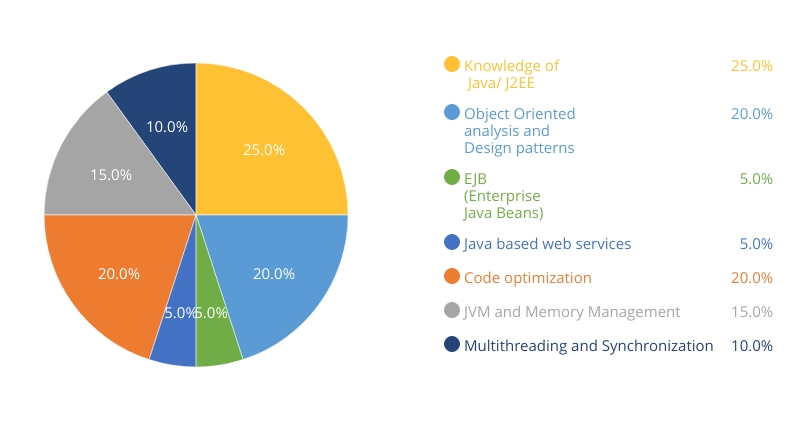 10.0%
25.0%
15.0%
20.0%
20.0%
5.0%
5.0%
Knowledge of 25.0%
Java/ J2EE
Object Oriented 20.0%
analysis and
Design patterns
EJB 5.0%
(Enterprise
Java Beans)
Java based web services 5.0%
Code optimization 20.0%
JVM and Memory Management 15.0%
Multithreading and Synchronization 10.0%